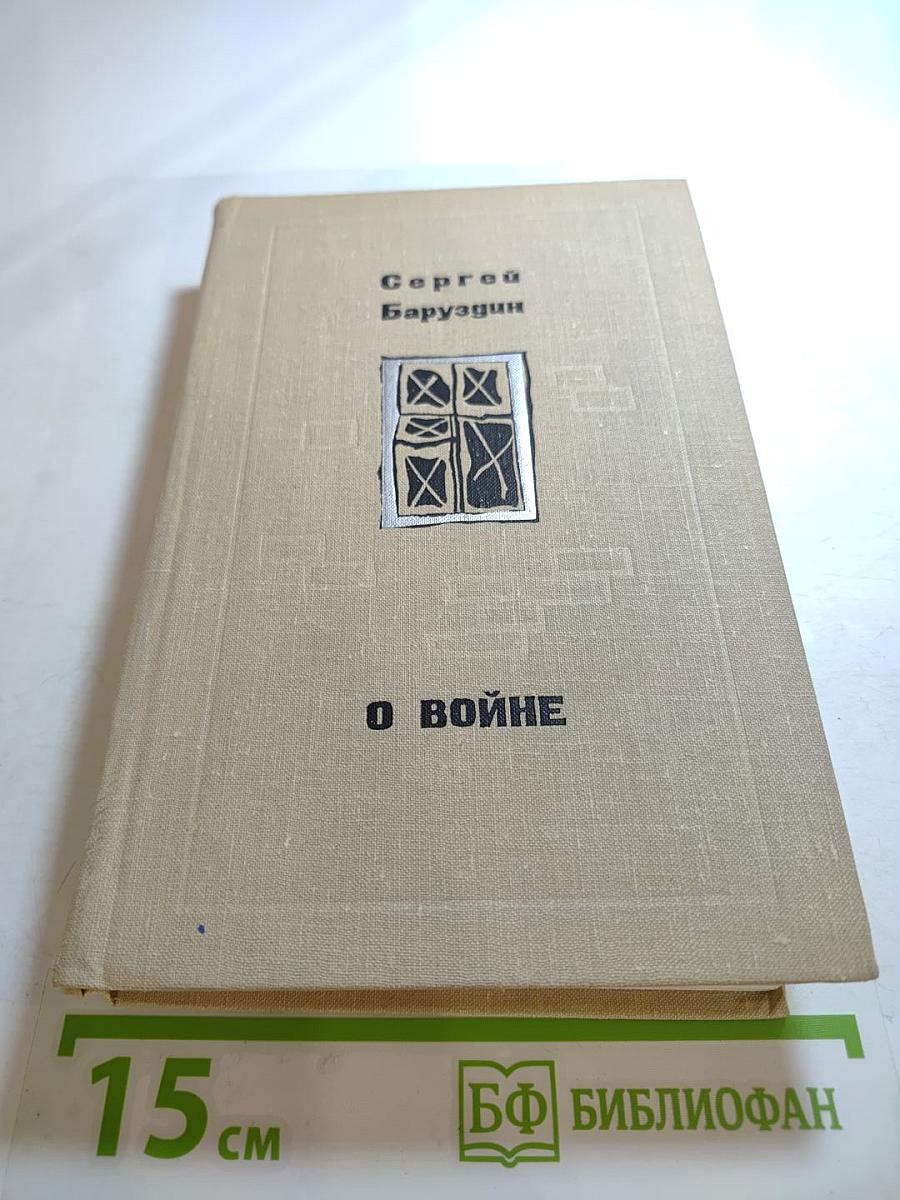 Сергей
Баруздин
О ВОЙНЕ
15 см
БФ БИБЛИОФАН